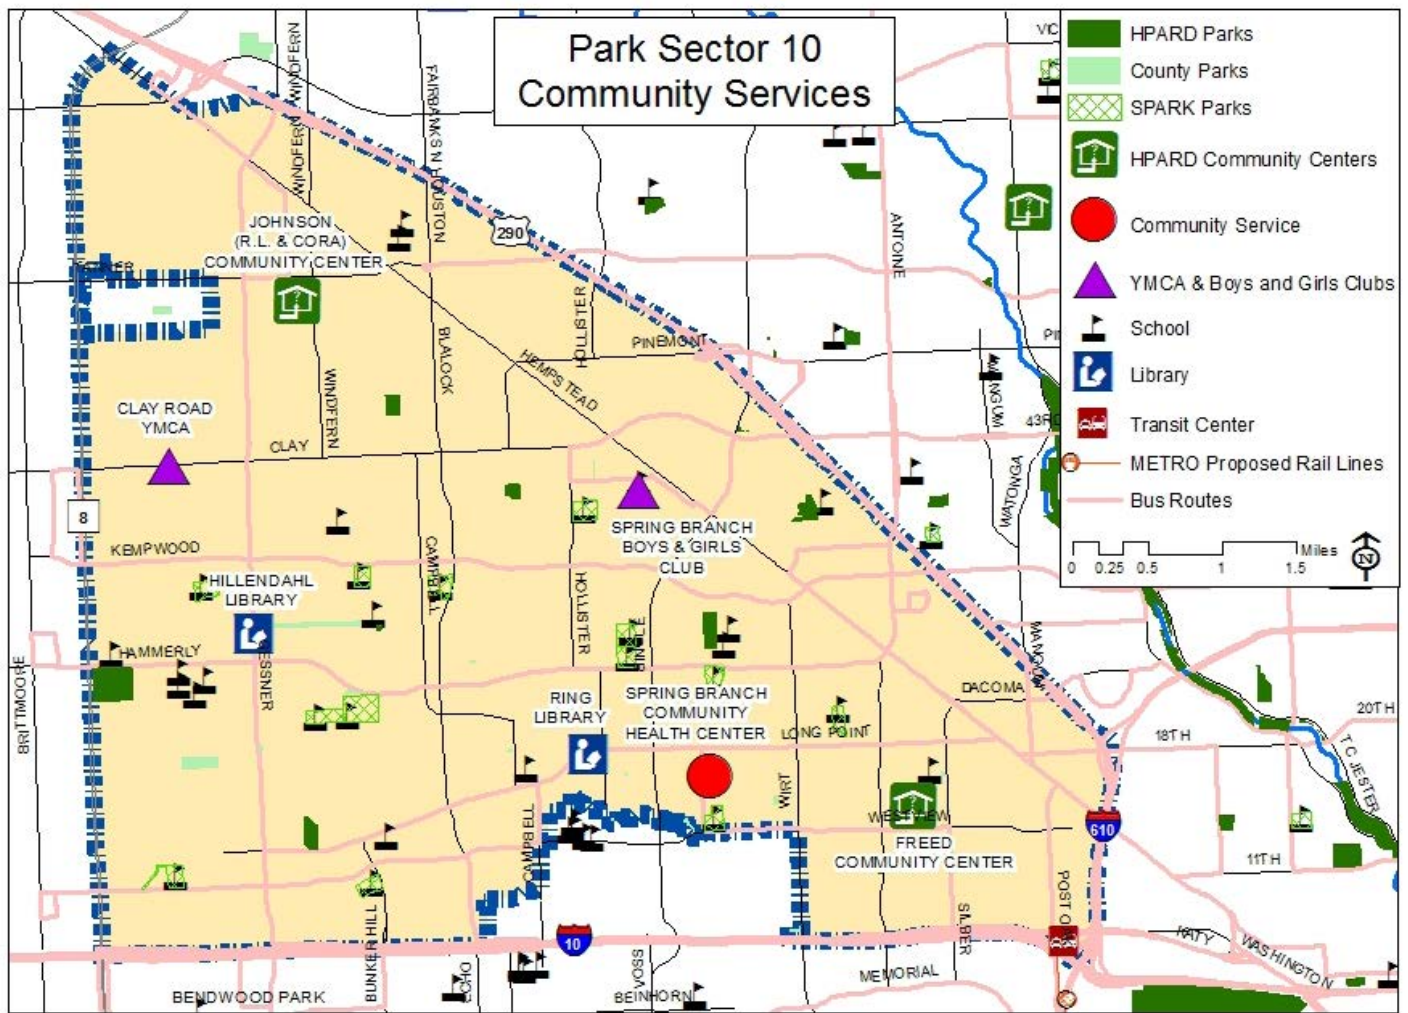 Park Sector 10
Community Services
HPARD Parks
County Parks
SPARK Parks
HPARD Community Centers
Community Service
YMCA & Boys and Girls Clubs
School
Library
Transit Center
METRO Proposed Rail Lines
Bus Routes
Miles
0 0.25 0.5 1 1.5
N
VIC
WINDFERN
WINDFERN
FAIRBANKS N HOUSTON
290
ANTOINE
JOHNSON
(R.L. & CORA)
COMMUNITY CENTER
HOLLISTER
PINEMONT
PI
BLALOCK
HEMPSTEAD
WINDFERN
CLAY ROAD
YMCA
CLAY
43RD
WATONGA
8
SPRING BRANCH
BOYS & GIRLS
CLUB
KEMPWOOD
CAMPBELL
HILLENDAHL
LIBRARY
HOLLISTER
HAMMERLY
BRITTMOORE
RING
LIBRARY
SPRING BRANCH
COMMUNITY
HEALTH CENTER
DACOMA
LONG POINT
18TH
20TH
T C JESTER
WIRT
CAMPBELL
WESTVIEW
610
FREED
COMMUNITY CENTER
11TH
POST OAK
SILBER
BUNKER HILL
10
KATY
WASHINGTON
ECHO
VOSS
MEMORIAL
BENDWOOD PARK
BEINHORN